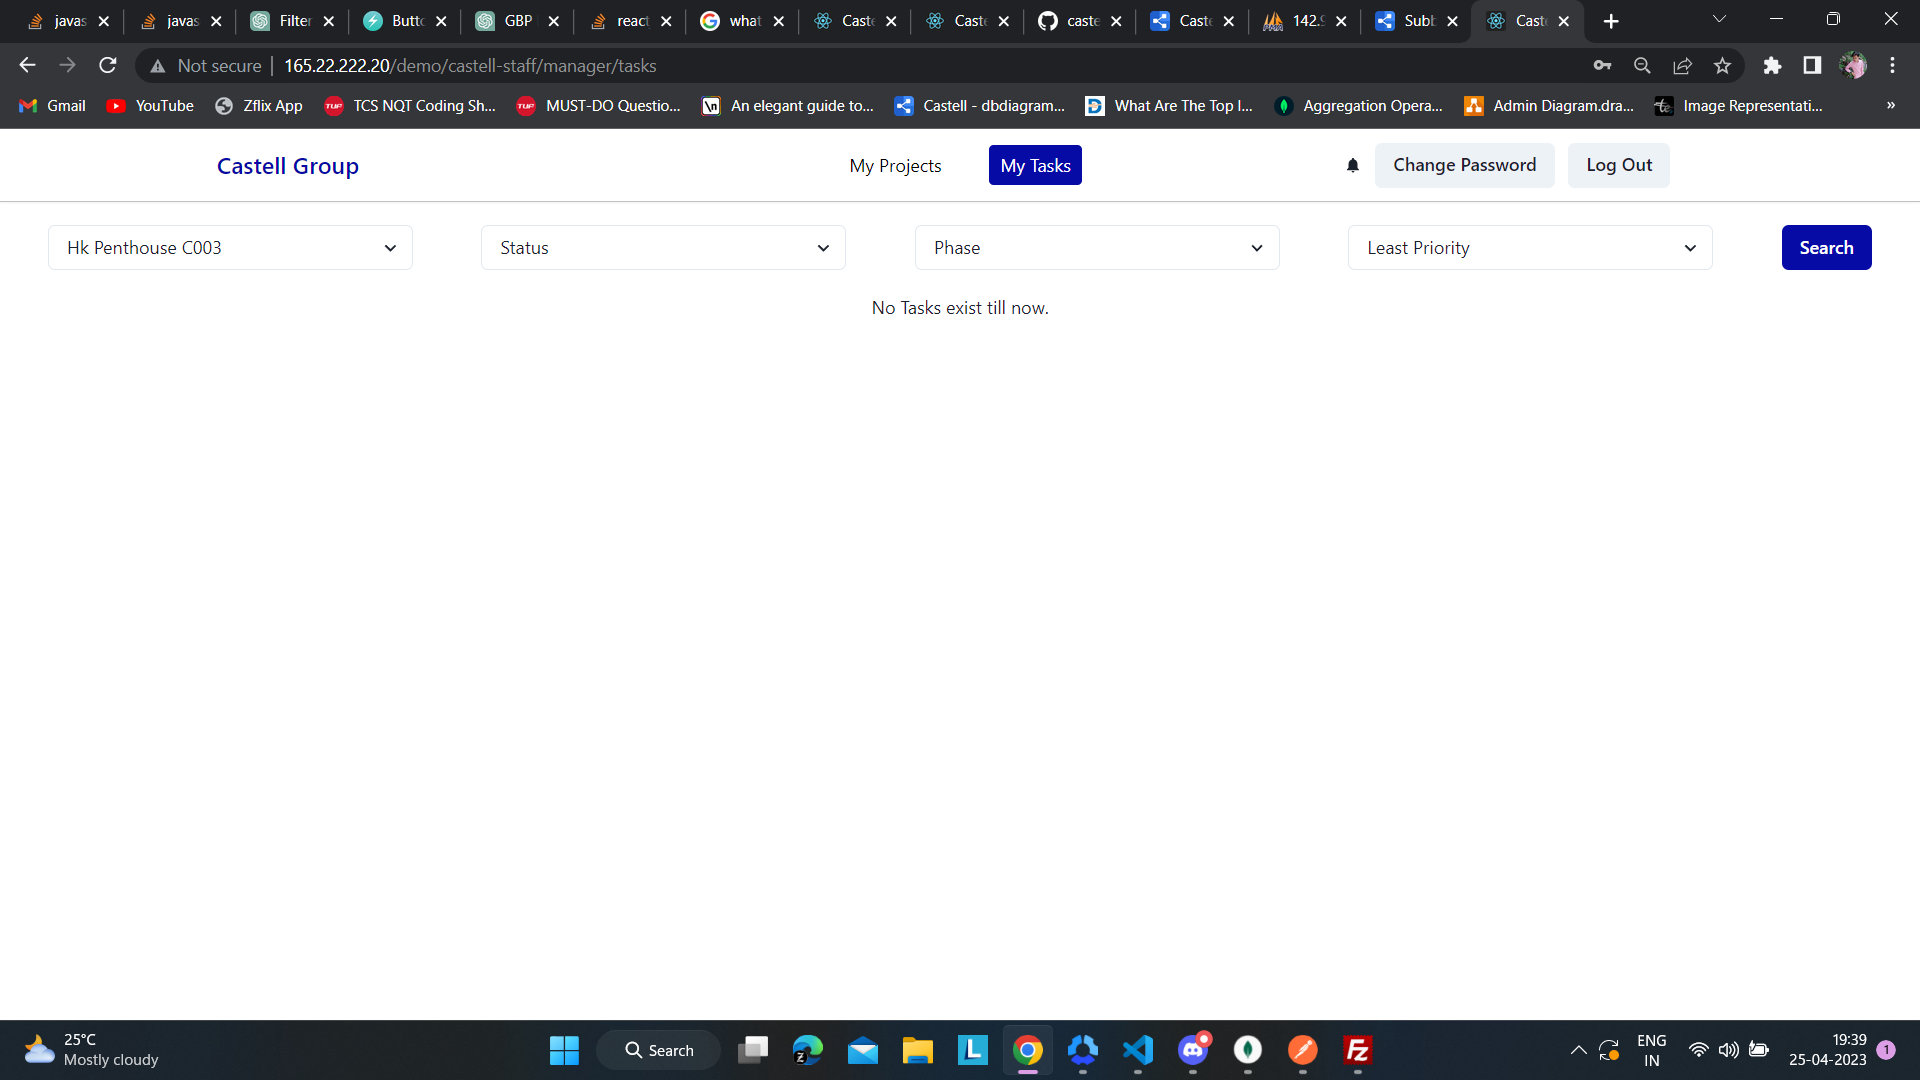 javas
javas
Filter
Butto
GBP
react
what
Caste
Caste
caste
Caste
142.9
Subb
Caste
Not secure
165.22.222.20/demo/castell-staff/manager/tasks
Gmail
YouTube
Zflix App
TCS NQT Coding Sh...
MUST-DO Questio...
An elegant guide to...
Castell - dbdiagram...
What Are The Top I...
Aggregation Opera...
Admin Diagram.dra...
Image Representati...
»
Castell Group
My Projects
My Tasks
Change Password
Log Out
Hk Penthouse C003
Status
Phase
Least Priority
Search
No Tasks exist till now.
25°C
Mostly cloudy
Search
ENG
IN
19:39
25-04-2023
1